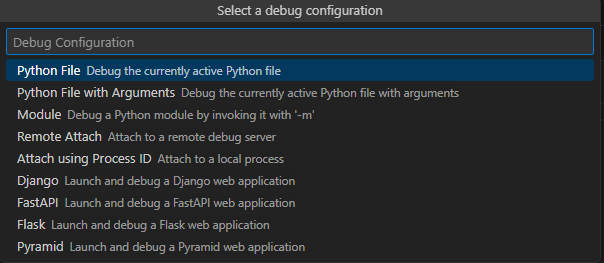 Select a debug configuration
Debug Configuration
Python File Debug the currently active Python file
Python File with Arguments Debug the currently active Python file with arguments
Module Debug a Python module by invoking it with '-m'
Remote Attach Attach to a remote debug server
Attach using Process ID Attach to a local process
Django Launch and debug a Django web application
FastAPI Launch and debug a FastAPI web application
Flask Launch and debug a Flask web application
Pyramid Launch and debug a Pyramid web application